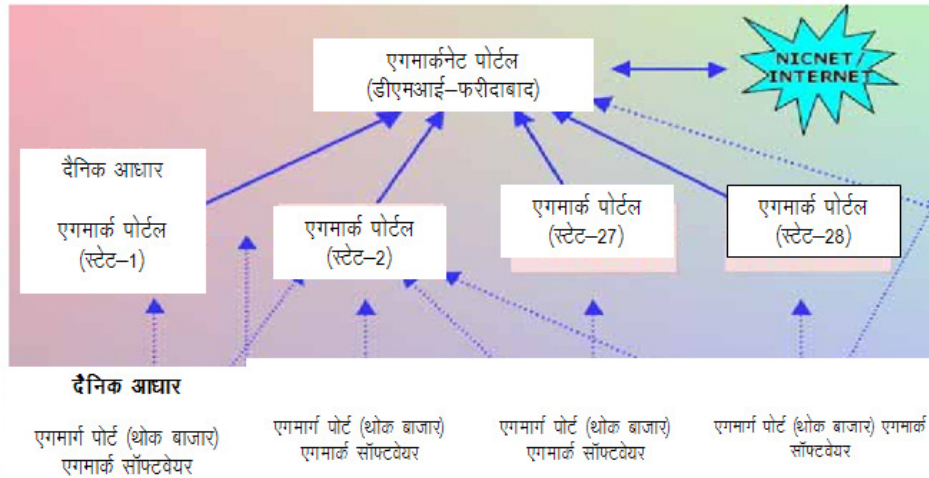 एगमार्कनेट पोर्टल
(डीएमआई–फरीदाबाद)
NICNET/
INTERNET
दैनिक आधार
एगमार्क पोर्टल
(स्टेट–1)
एगमार्क पोर्टल
(स्टेट–2)
एगमार्क पोर्टल
(स्टेट–27)
एगमार्क पोर्टल
(स्टेट–28)
दैनिक आधार
एगमार्ग पोर्ट (थोक बाजार)
एगमार्क सॉफ्टवेयर
एगमार्ग पोर्ट (थोक बाजार)
एगमार्क सॉफ्टवेयर
एगमार्ग पोर्ट (थोक बाजार)
एगमार्क सॉफ्टवेयर
एगमार्ग पोर्ट (थोक बाजार) एगमार्क
सॉफ्टवेयर